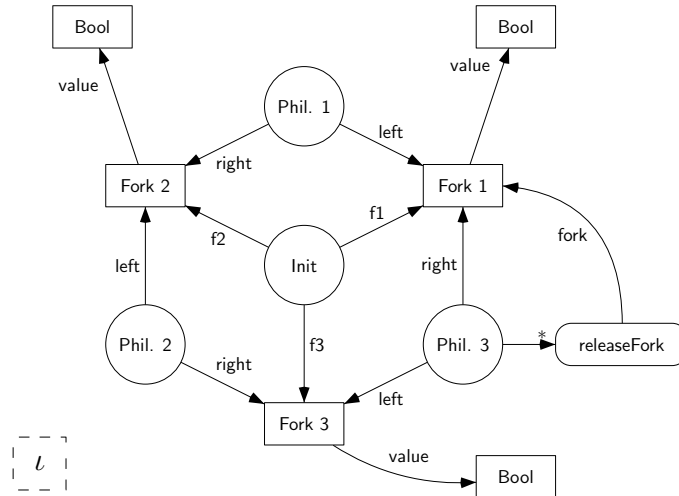 Bool
Bool
value
value
Phil. 1
left
right
Fork 2
Fork 1
f1
fork
f2
left
Init
right
Phil. 2
f3
Phil. 3
*
releaseFork
right
left
Fork 3
value
ι
Bool